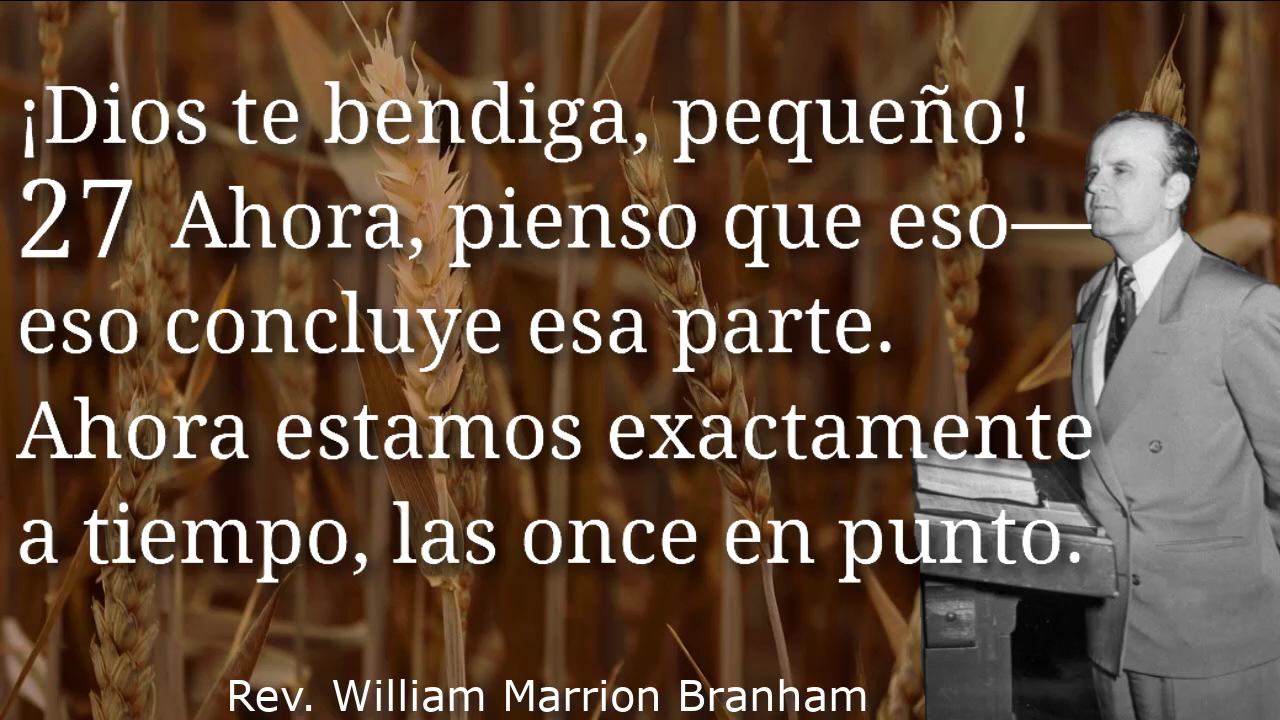 ¡Dios te bendiga, pequeño!
27 Ahora, pienso que eso—
eso concluye esa parte.
Ahora estamos exactamente
a tiempo, las once en punto.
Rev. William Marrion Branham